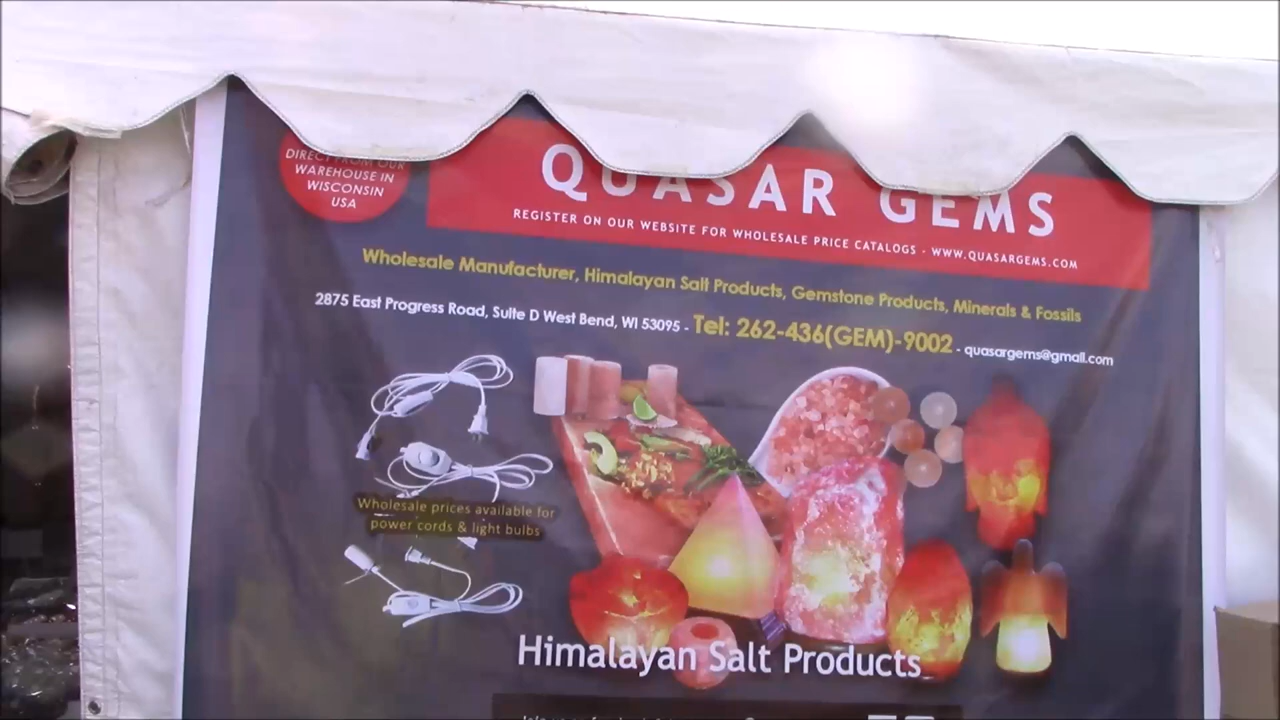 DIRECT FROM OUR
WAREHOUSE IN
WISCONSIN
USA
QUASAR GEMS
REGISTER ON OUR WEBSITE FOR WHOLESALE PRICE CATALOGS - WWW.QUASARGEMS.COM
Wholesale Manufacturer, Himalayan Salt Products, Gemstone Products, Minerals & Fossils
2875 East Progress Road, Suite D West Bend, WI 53095 - Tel: 262-436(GEM)-9002 - quasargems@gmail.com
Wholesale prices available for
power cords & light bulbs
Himalayan Salt Products